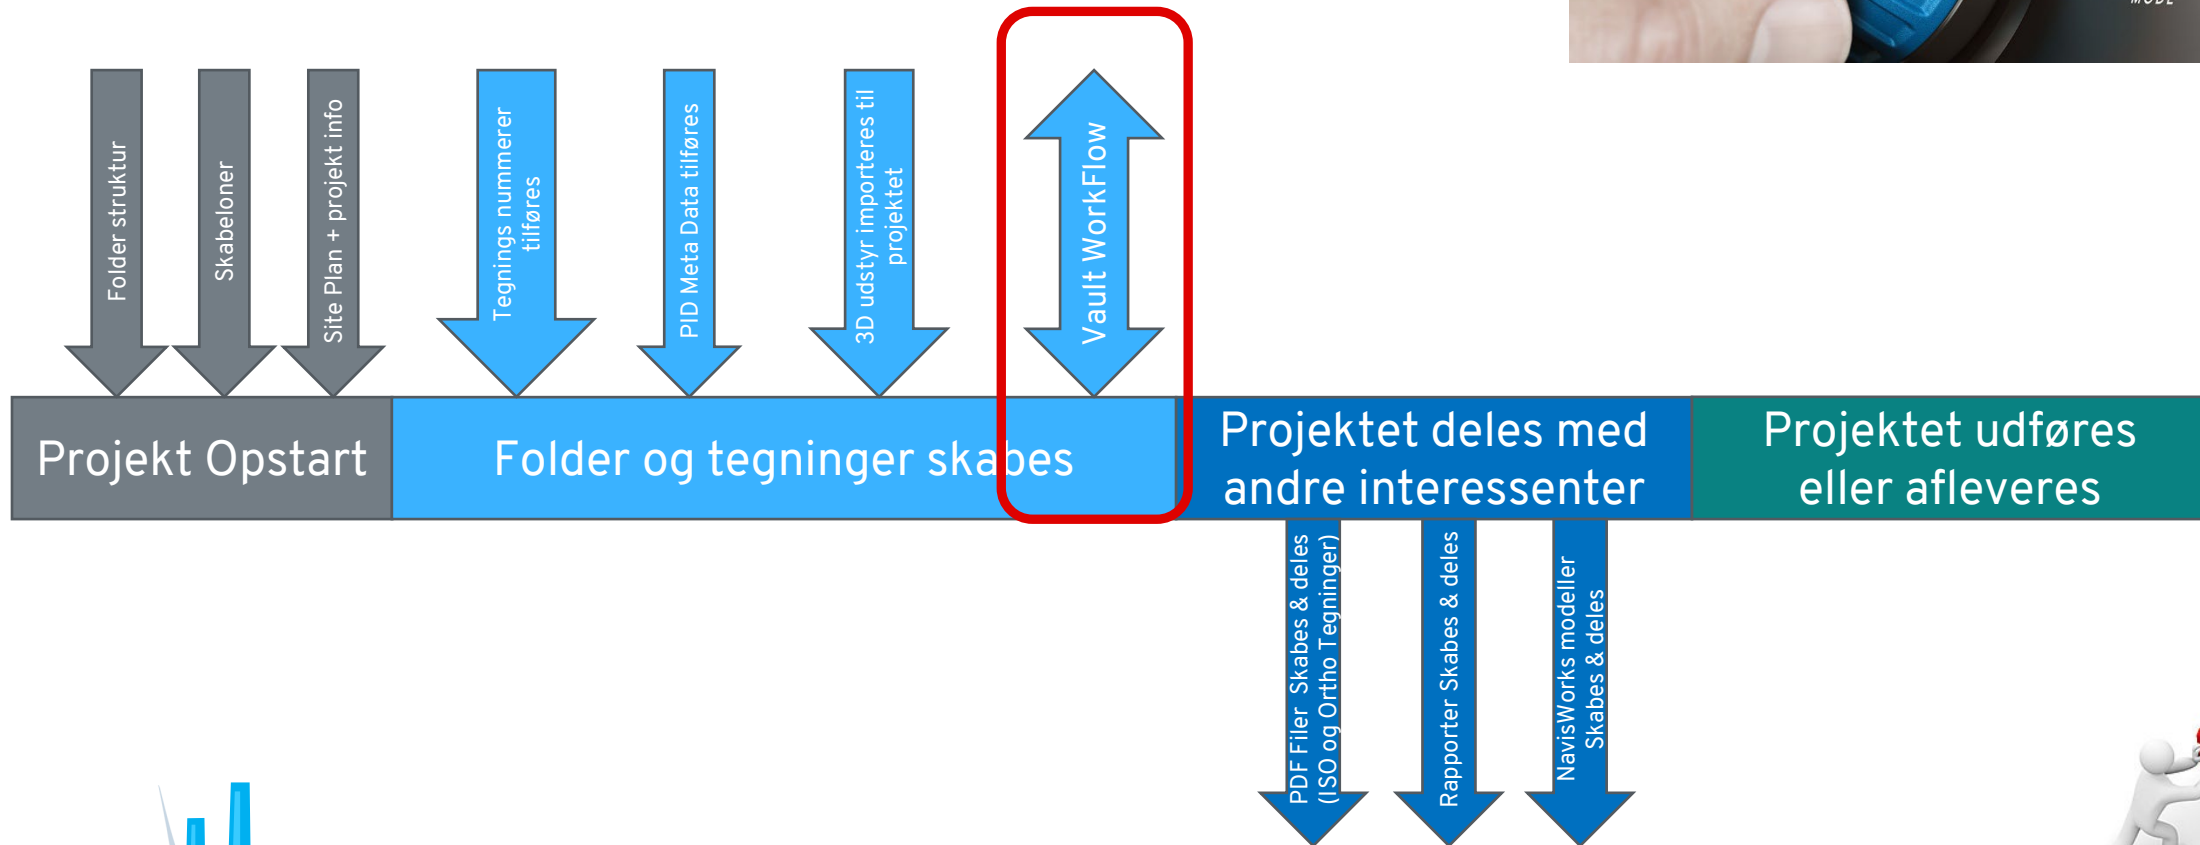 MODE
Folder struktur
Skabeloner
Site Plan + projekt info
Tegnings nummerer
tilføres
PID Meta Data tilføres
3D udstyr importeres til
projektet
Vault WorkFlow
Projekt Opstart
Folder og tegninger skabes
Projektet deles med
andre interessenter
Projektet udføres
eller afleveres
PDF Filer Skabes & deles
(ISO og Ortho Tegninger)
Rapporter Skabes & deles
NavisWorks modeller
Skabes & deles